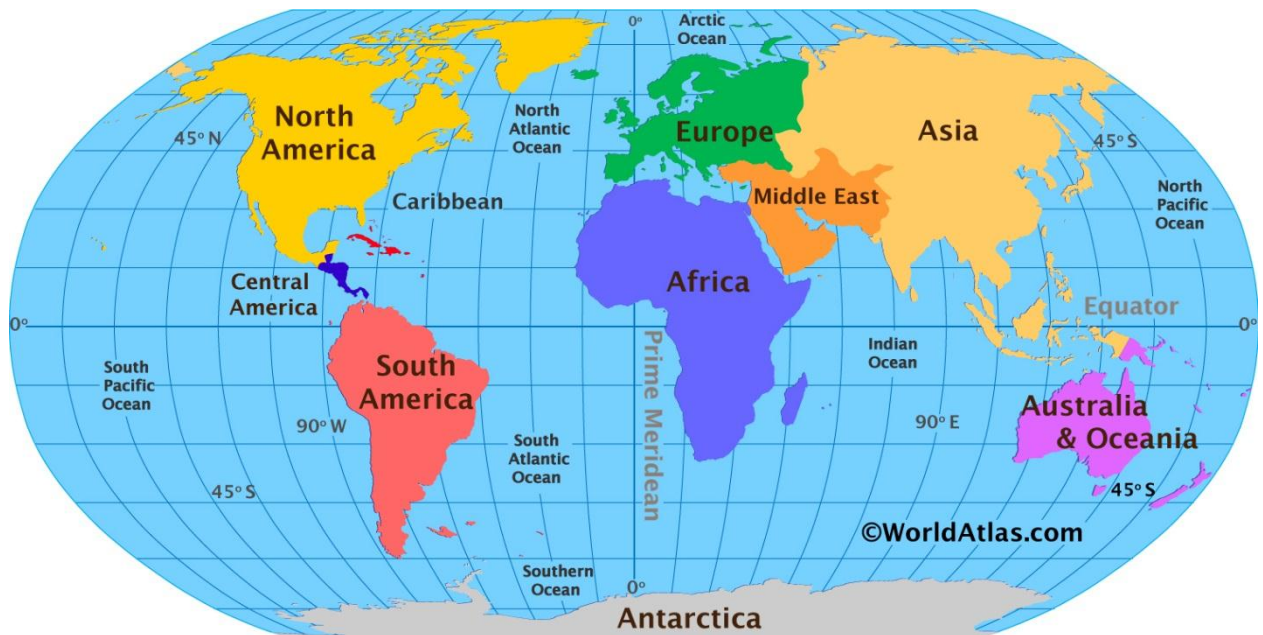 0°
Arctic
Ocean
North
America
45° N
North
Atlantic
Ocean
Europe
Asia
45° S
Caribbean
Middle East
North
Pacific
Ocean
Central
America
Africa
Equator
0°
0°
South
Pacific
Ocean
South
America
Prime Meridean
Indian
Ocean
90° W
90° E
Australia
& Oceania
South
Atlantic
Ocean
45° S
45° S
©WorldAtlas.com
Southern
Ocean
0°
Antarctica